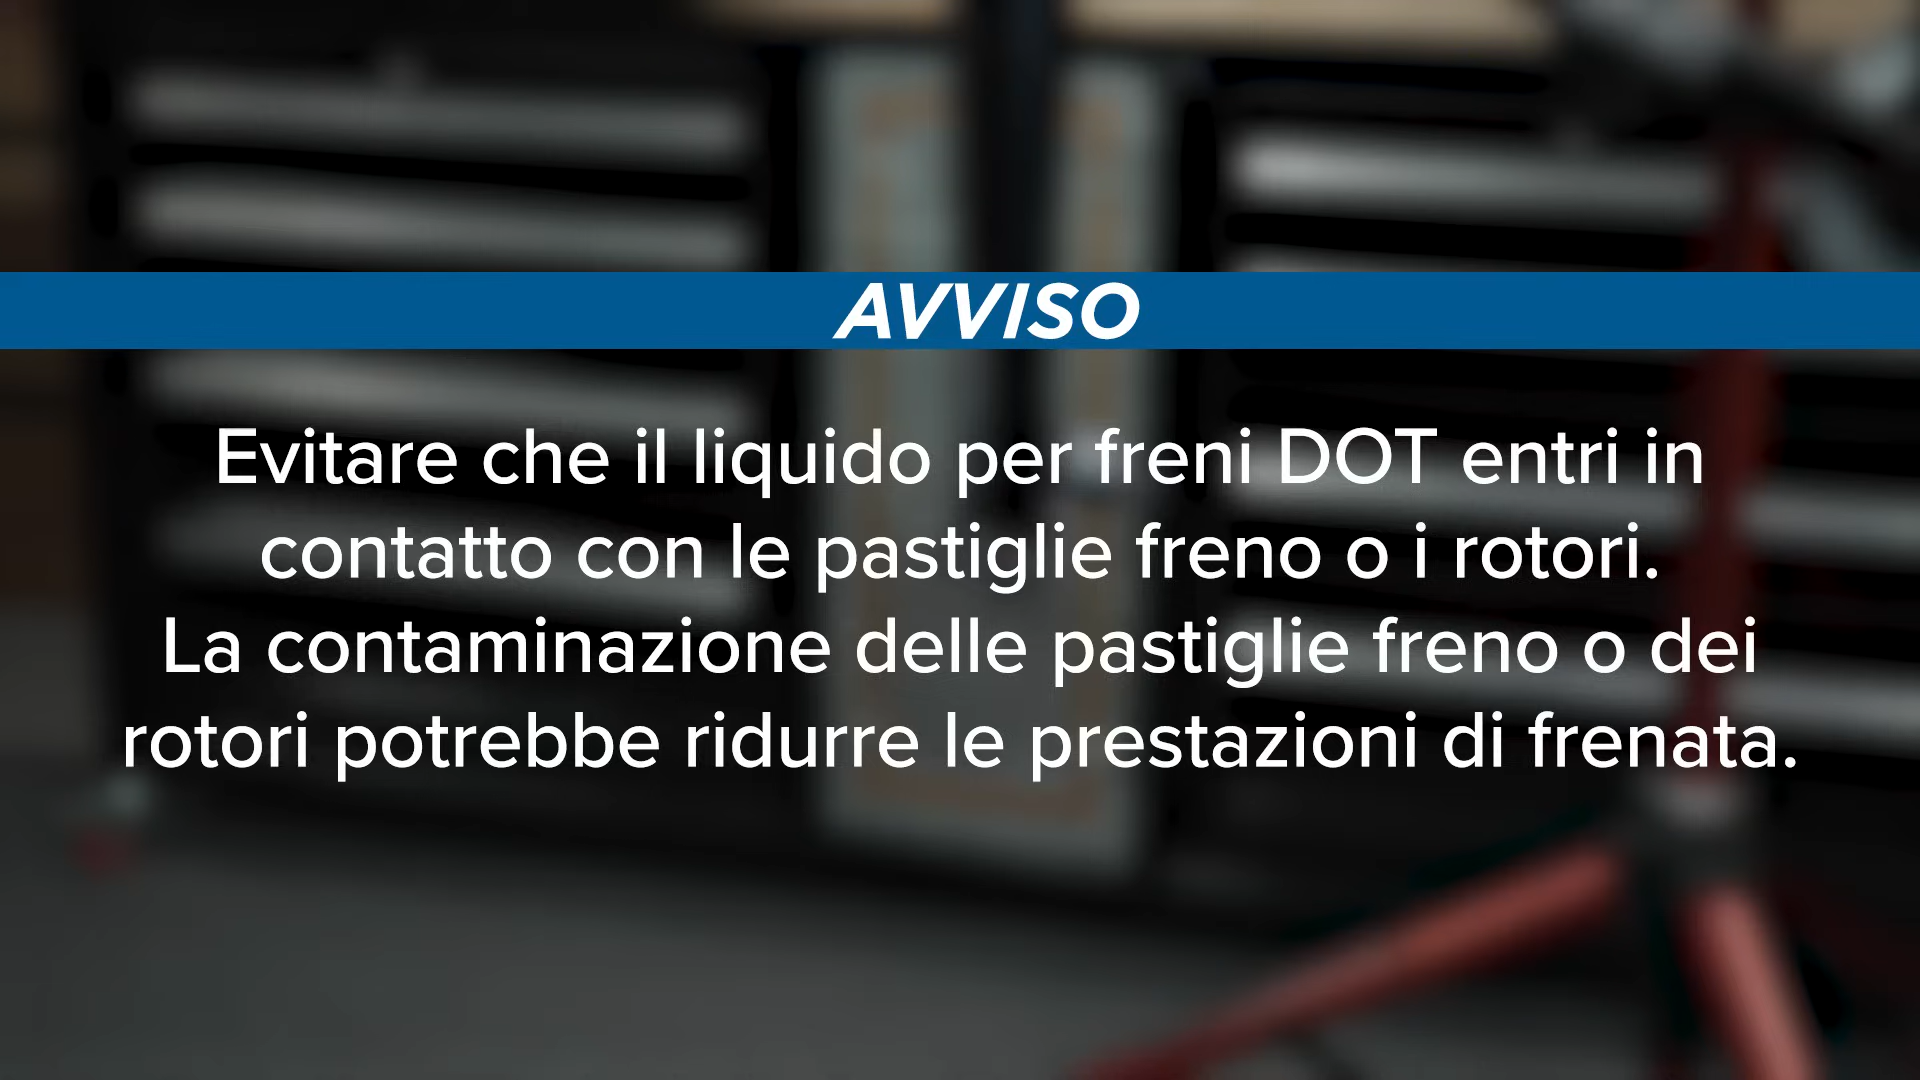 AVVISO
Evitare che il liquido per freni DOT entri in
contatto con le pastiglie freno o i rotori.
La contaminazione delle pastiglie freno o dei
rotori potrebbe ridurre le prestazioni di frenata.